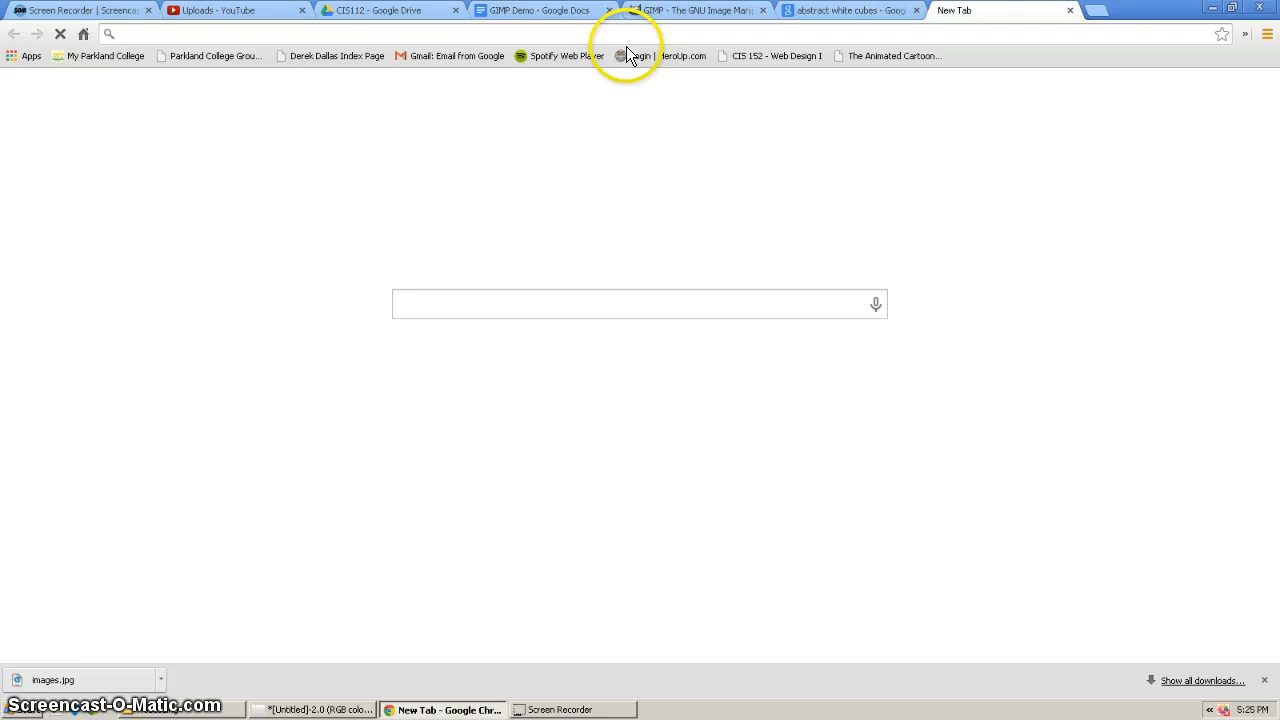 Screen Recorder | Screencas
Uploads - YouTube
CIS112 - Google Drive
GIMP Demo - Google Docs
GIMP - The GNU Image Mani
abstract white cubes - Googl
New Tab
Apps
My Parkland College
Parkland College Grou...
Derek Dallas Index Page
Gmail: Email from Google
Spotify Web Player
| HeroUp.com
CIS 152 - Web Design I
The Animated Cartoon...
images.jpg
Show all downloads...
Screencast-O-Matic.com
*[Untitled]-2.0 (RGB colo...
New Tab - Google Chr...
Screen Recorder
5:25 PM